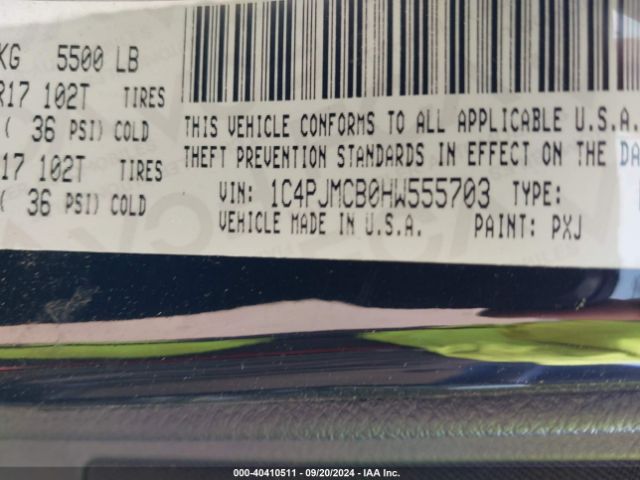 KG 5500 LB
R17 102T TIRES
( 36 PSI) COLD
17 102T TIRES
( 36 PSI) COLD
THIS VEHICLE CONFORMS TO ALL APPLICABLE U.S.A.
THEFT PREVENTION STANDARDS IN EFFECT ON THE DA
VIN: 1C4PJMCB0HW555703 TYPE:
VEHICLE MADE IN U.S.A. PAINT: PXJ
000-40410511 - 09/20/2024 - IAA Inc.